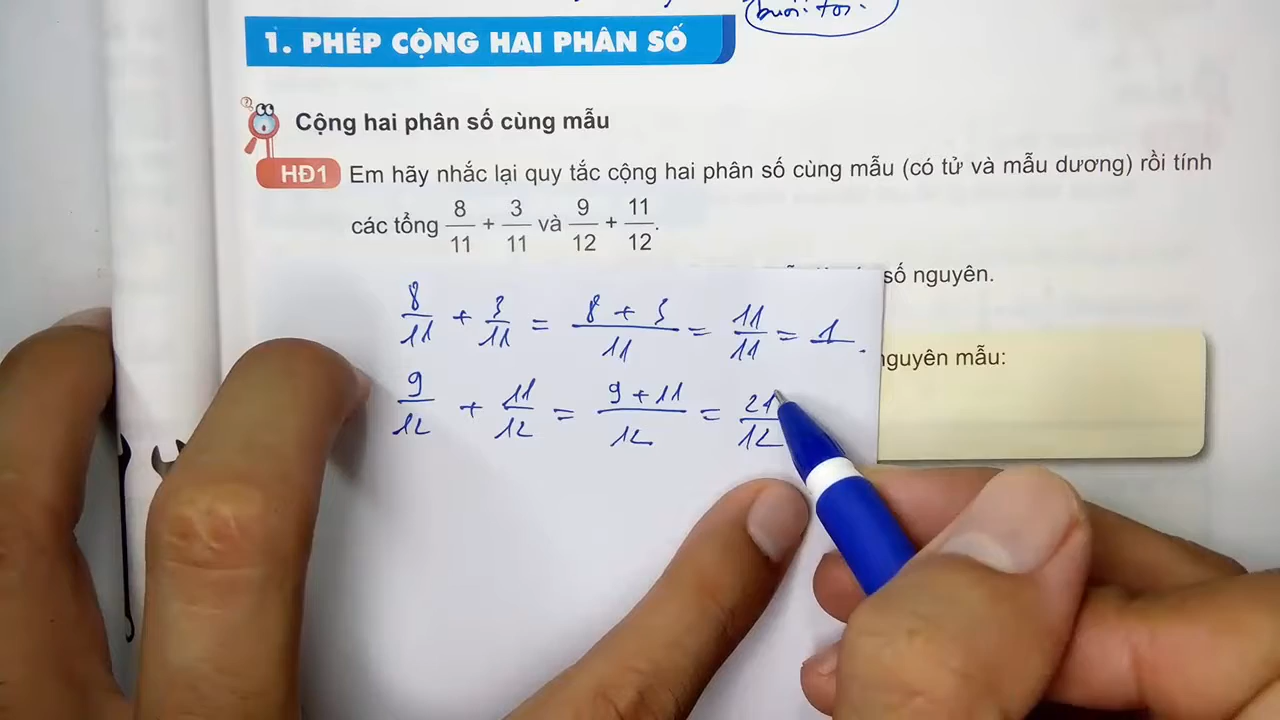 buổi tối.
1. PHÉP CỘNG HAI PHÂN SỐ
Cộng hai phân số cùng mẫu
HĐ1 Em hãy nhắc lại quy tắc cộng hai phân số cùng mẫu (có tử và mẫu dương) rồi tính
các tổng 8/11 + 3/11 và 9/12 + 11/12.
số nguyên.
8/11 + 3/11 = 8 + 3/11 = 11/11 = 1.
nguyên mẫu:
9/12 + 11/12 = 9 + 11/12 = 21/12